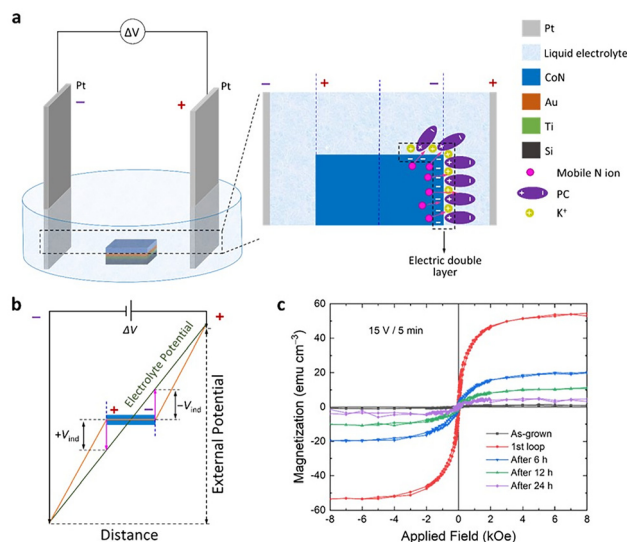 a
ΔV
Pt
Pt
−
+
−
+
−
+
Electric double
layer
Pt
Liquid electrolyte
CoN
Au
Ti
Si
Mobile N ion
PC
K⁺
b
−
+
ΔV
Electrolyte Potential
+
−
+Vind
−Vind
External Potential
Distance
c
15 V / 5 min
Magnetization (emu cm⁻³)
60
40
20
0
-20
-40
-60
As-grown
1st loop
After 6 h
After 12 h
After 24 h
-8 -6 -4 -2 0 2 4 6 8
Applied Field (kOe)